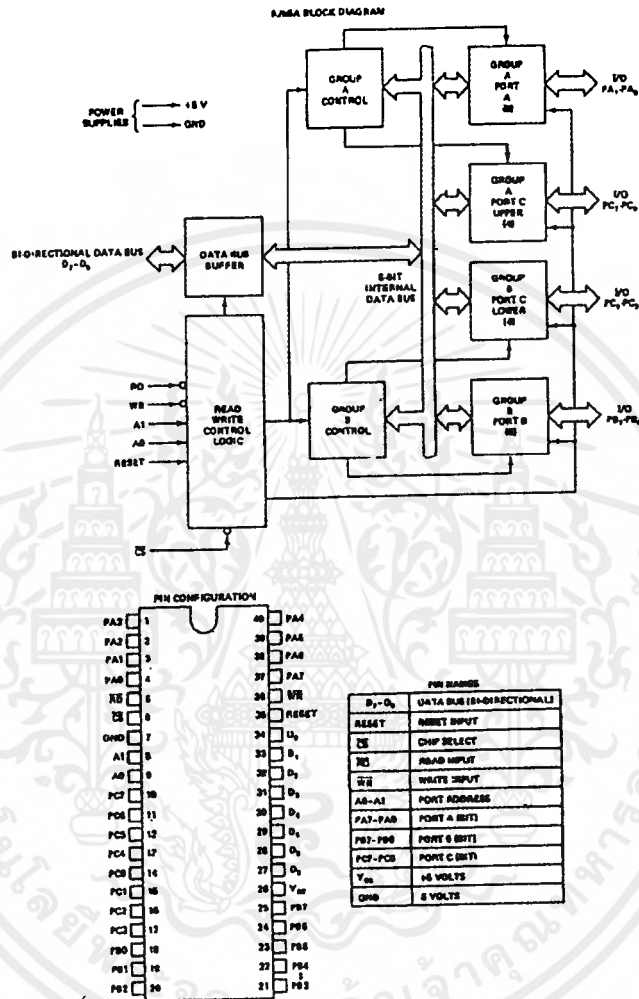 BLOCK DIAGRAM
POWER SUPPLIES
+5 V
GND
GROUP A CONTROL
GROUP A PORT A (8)
I/O PA7-PA0
GROUP A PORT C UPPER (4)
I/O
BI-DIRECTIONAL DATA BUS D7-D0
DATA BUS BUFFER
8-BIT INTERNAL DATA BUS
GROUP B PORT C LOWER (4)
I/O
RD
WR
A1
A0
RESET
READ WRITE CONTROL LOGIC
GROUP B CONTROL
GROUP B PORT B (8)
I/O PB7-PB0
CS
PIN CONFIGURATION
PA3 1 40 PA4
PA2 2 39 PA5
PA1 3 38 PA6
PA0 4 37 PA7
RD 5 36 WR
CS 6 35 RESET
GND 7 34 D0
A1 8 33 D1
A0 9 32 D2
PC7 10 31 D3
PC6 11 30 D4
PC5 12 29 D5
PC4 13 28 D6
PC0 14 27 D7
PC1 15 26 Vcc
PC2 16 25 PB7
PC3 17 24 PB6
PB0 18 23 PB5
PB1 19 22 PB4
PB2 20 21 PB3
PIN NAMES
D7-D0 DATA BUS (BI-DIRECTIONAL)
RESET RESET INPUT
CS CHIP SELECT
RD READ INPUT
WR WRITE INPUT
A0-A1 PORT ADDRESS
PA7-PA0 PORT A (BIT)
PB7-PB0 PORT B (BIT)
PC7-PC0 PORT C (BIT)
Vcc +5 VOLTS
GND VOLTS